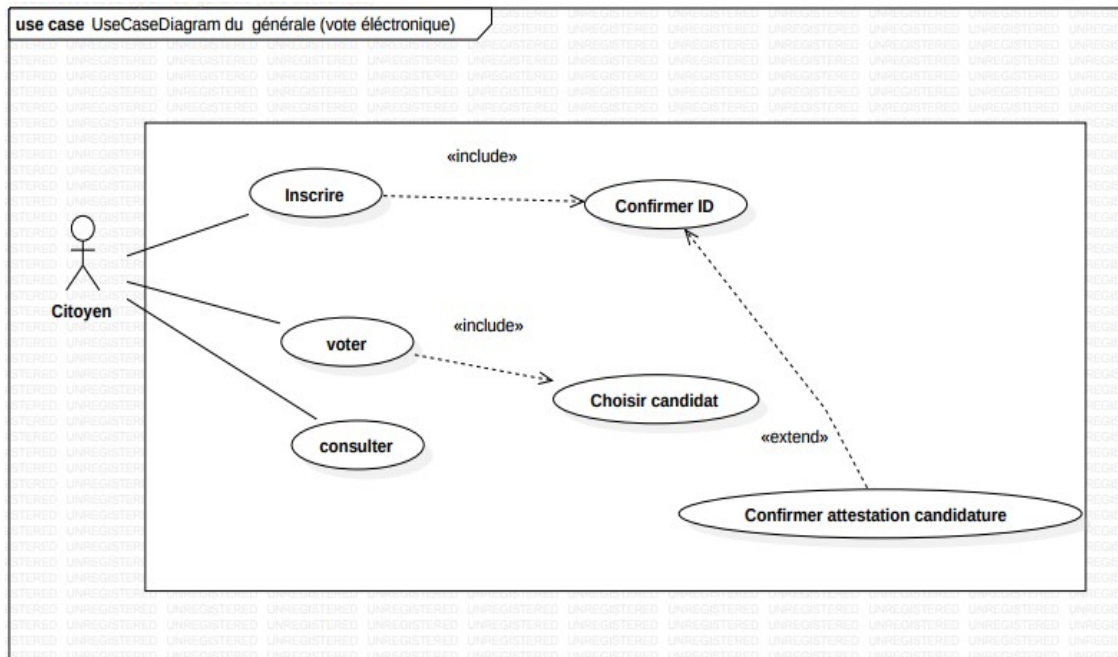 use case UseCaseDiagram du  générale (vote éléctronique)
«include»
Inscrire
Confirmer ID
Citoyen
«include»
voter
Choisir candidat
«extend»
consulter
Confirmer attestation candidature
UNREGISTERED